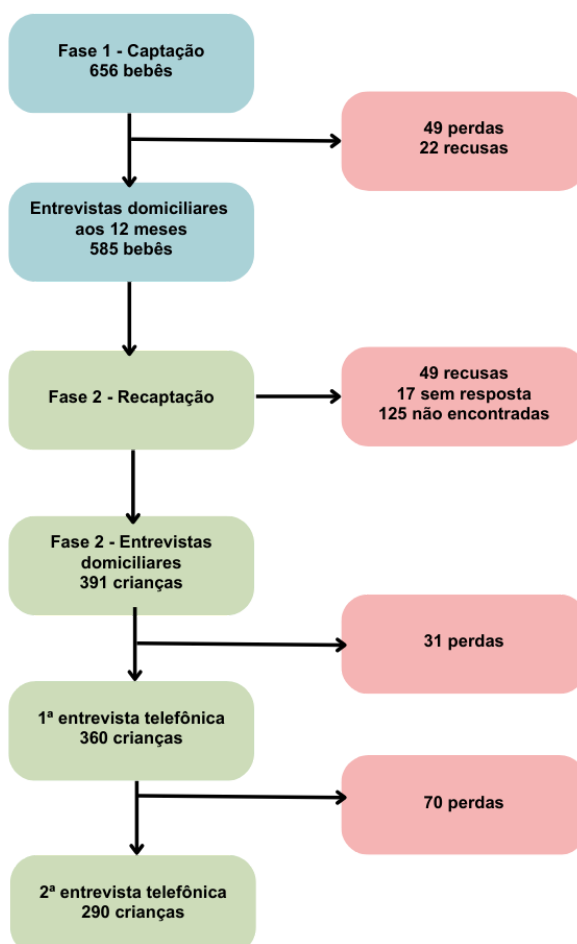 Fase 1 - Captação
656 bebês
49 perdas
22 recusas
Entrevistas domiciliares
aos 12 meses
585 bebês
Fase 2 - Recaptação
49 recusas
17 sem resposta
125 não encontradas
Fase 2 - Entrevistas
domiciliares
391 crianças
31 perdas
1ª entrevista telefônica
360 crianças
70 perdas
2ª entrevista telefônica
290 crianças